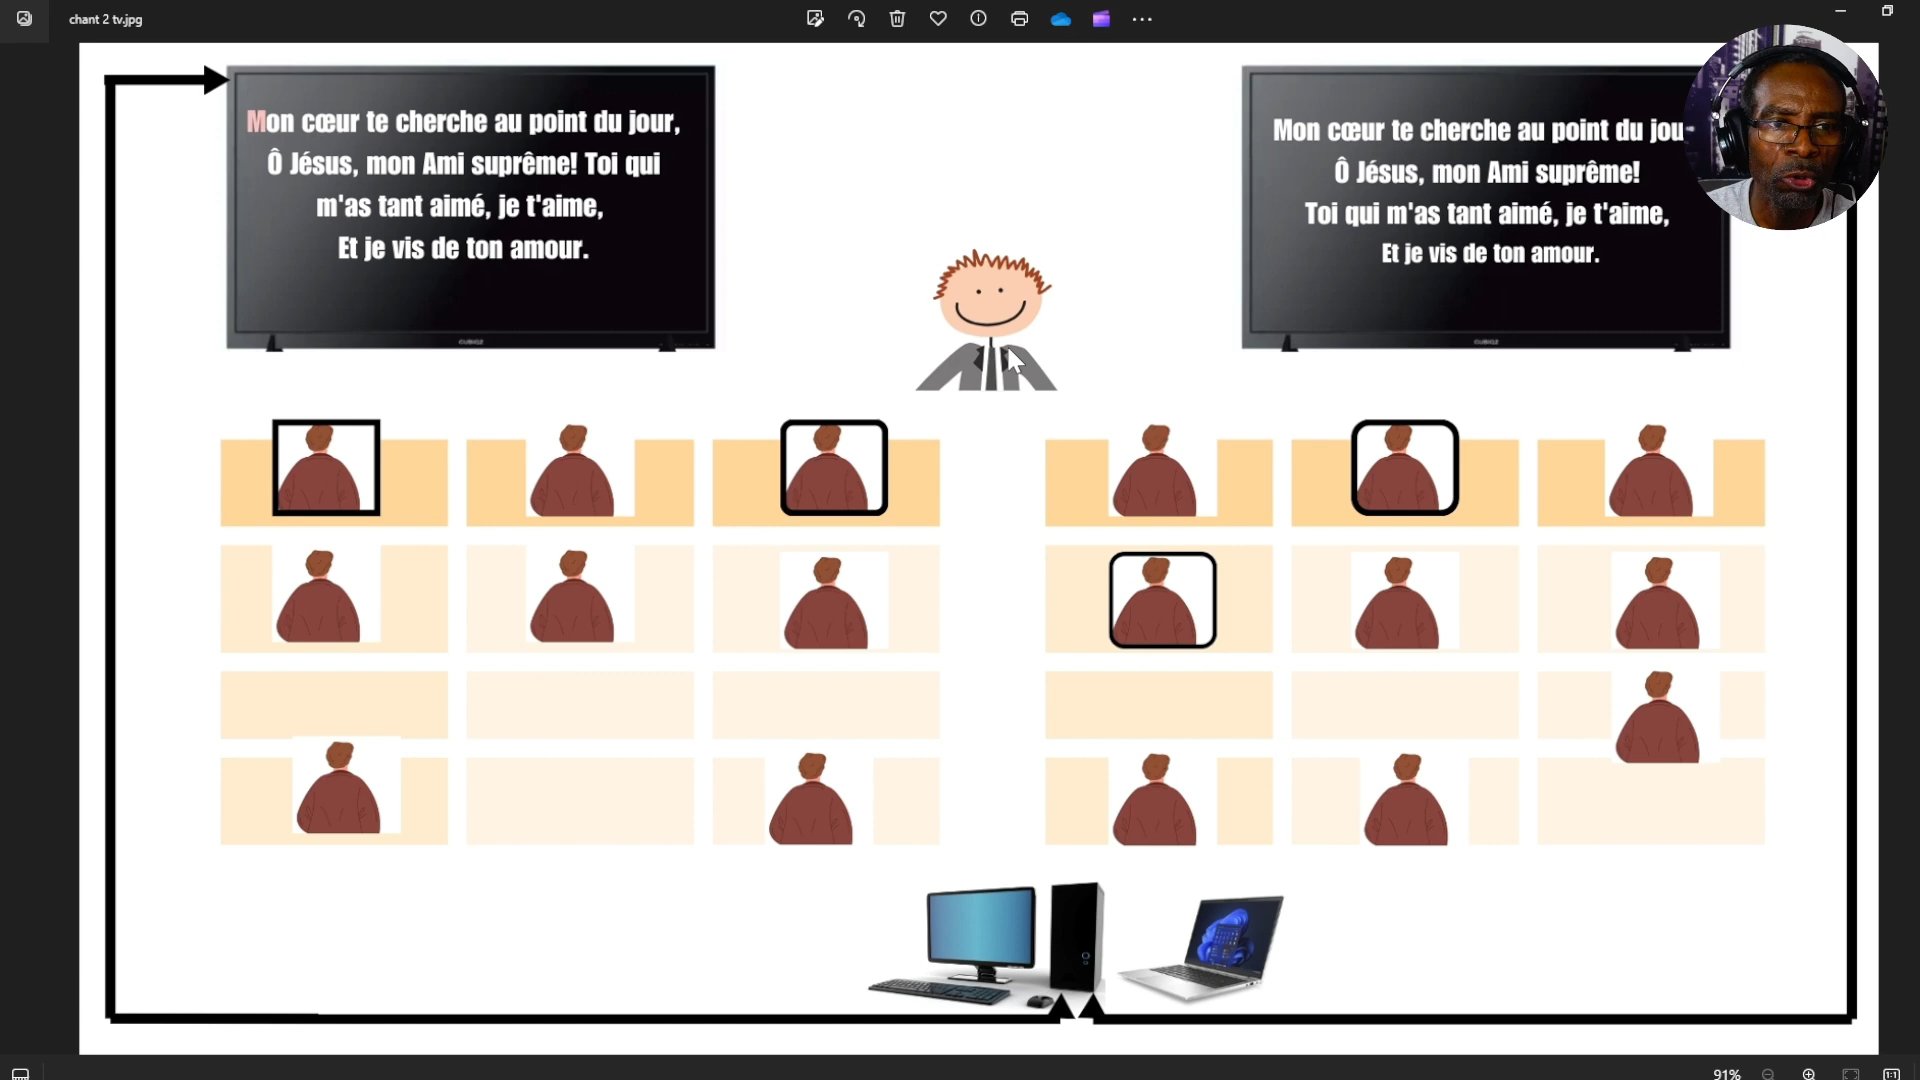 chant 2 tv.jpg
Mon cœur te cherche au point du jour,
Ô Jésus, mon Ami suprême! Toi qui
m'as tant aimé, je t'aime,
Et je vis de ton amour.
Mon cœur te cherche au point du jou
Ô Jésus, mon Ami suprême!
Toi qui m'as tant aimé, je t'aime,
Et je vis de ton amour.
91%
1:1